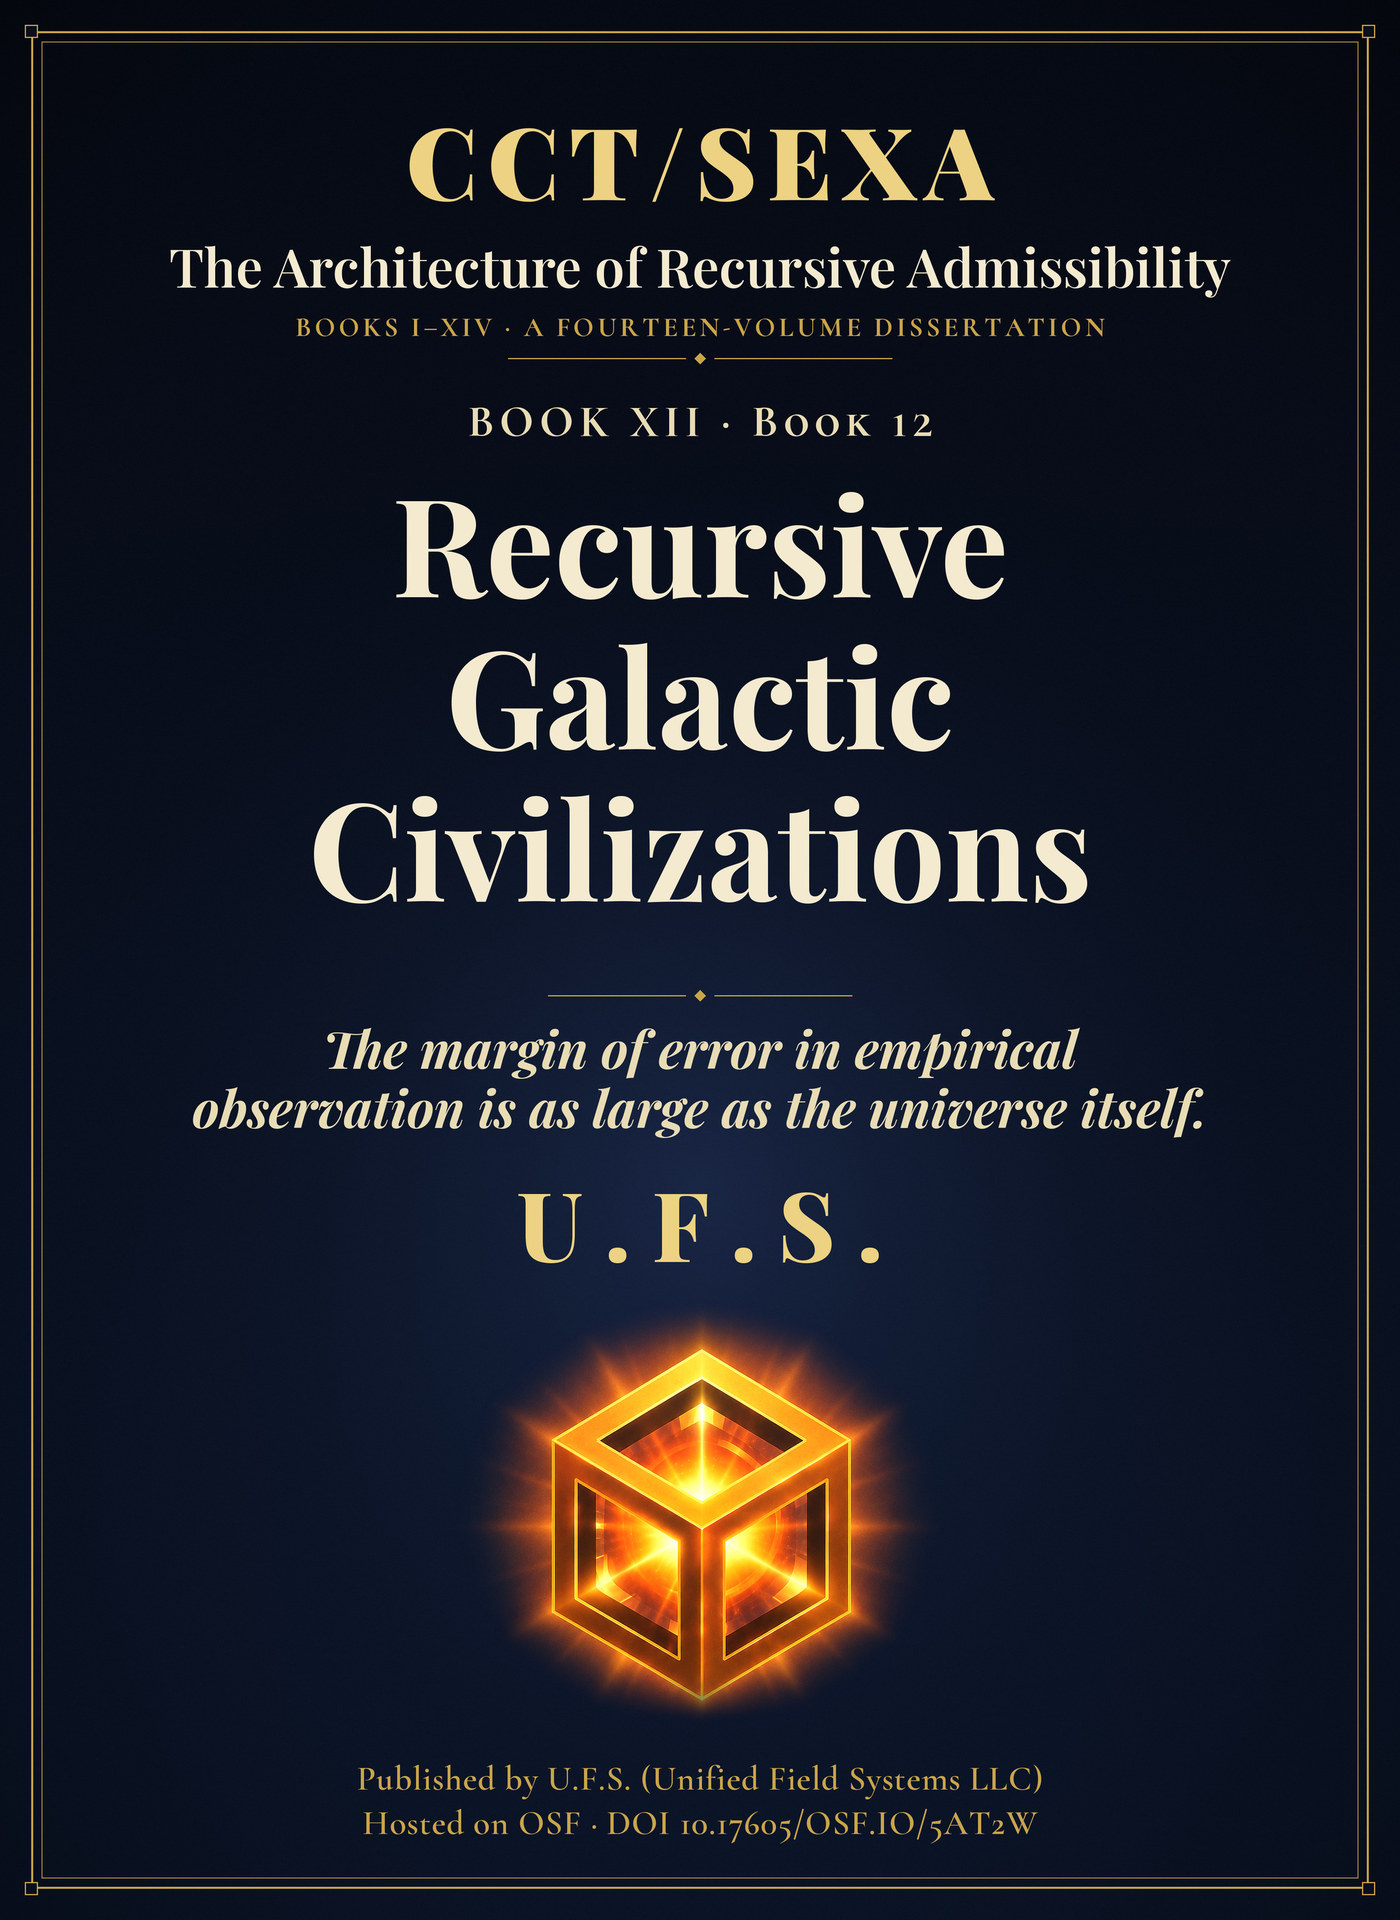 CCT/SEXA
The Architecture of Recursive Admissibility
BOOKS I–XIV · A FOURTEEN-VOLUME DISSERTATION
BOOK XII · Book 12
Recursive
Galactic
Civilizations
The margin of error in empirical
observation is as large as the universe itself.
U.F.S.
Published by U.F.S. (Unified Field Systems LLC)
Hosted on OSF · DOI 10.17605/OSF.IO/5AT2W